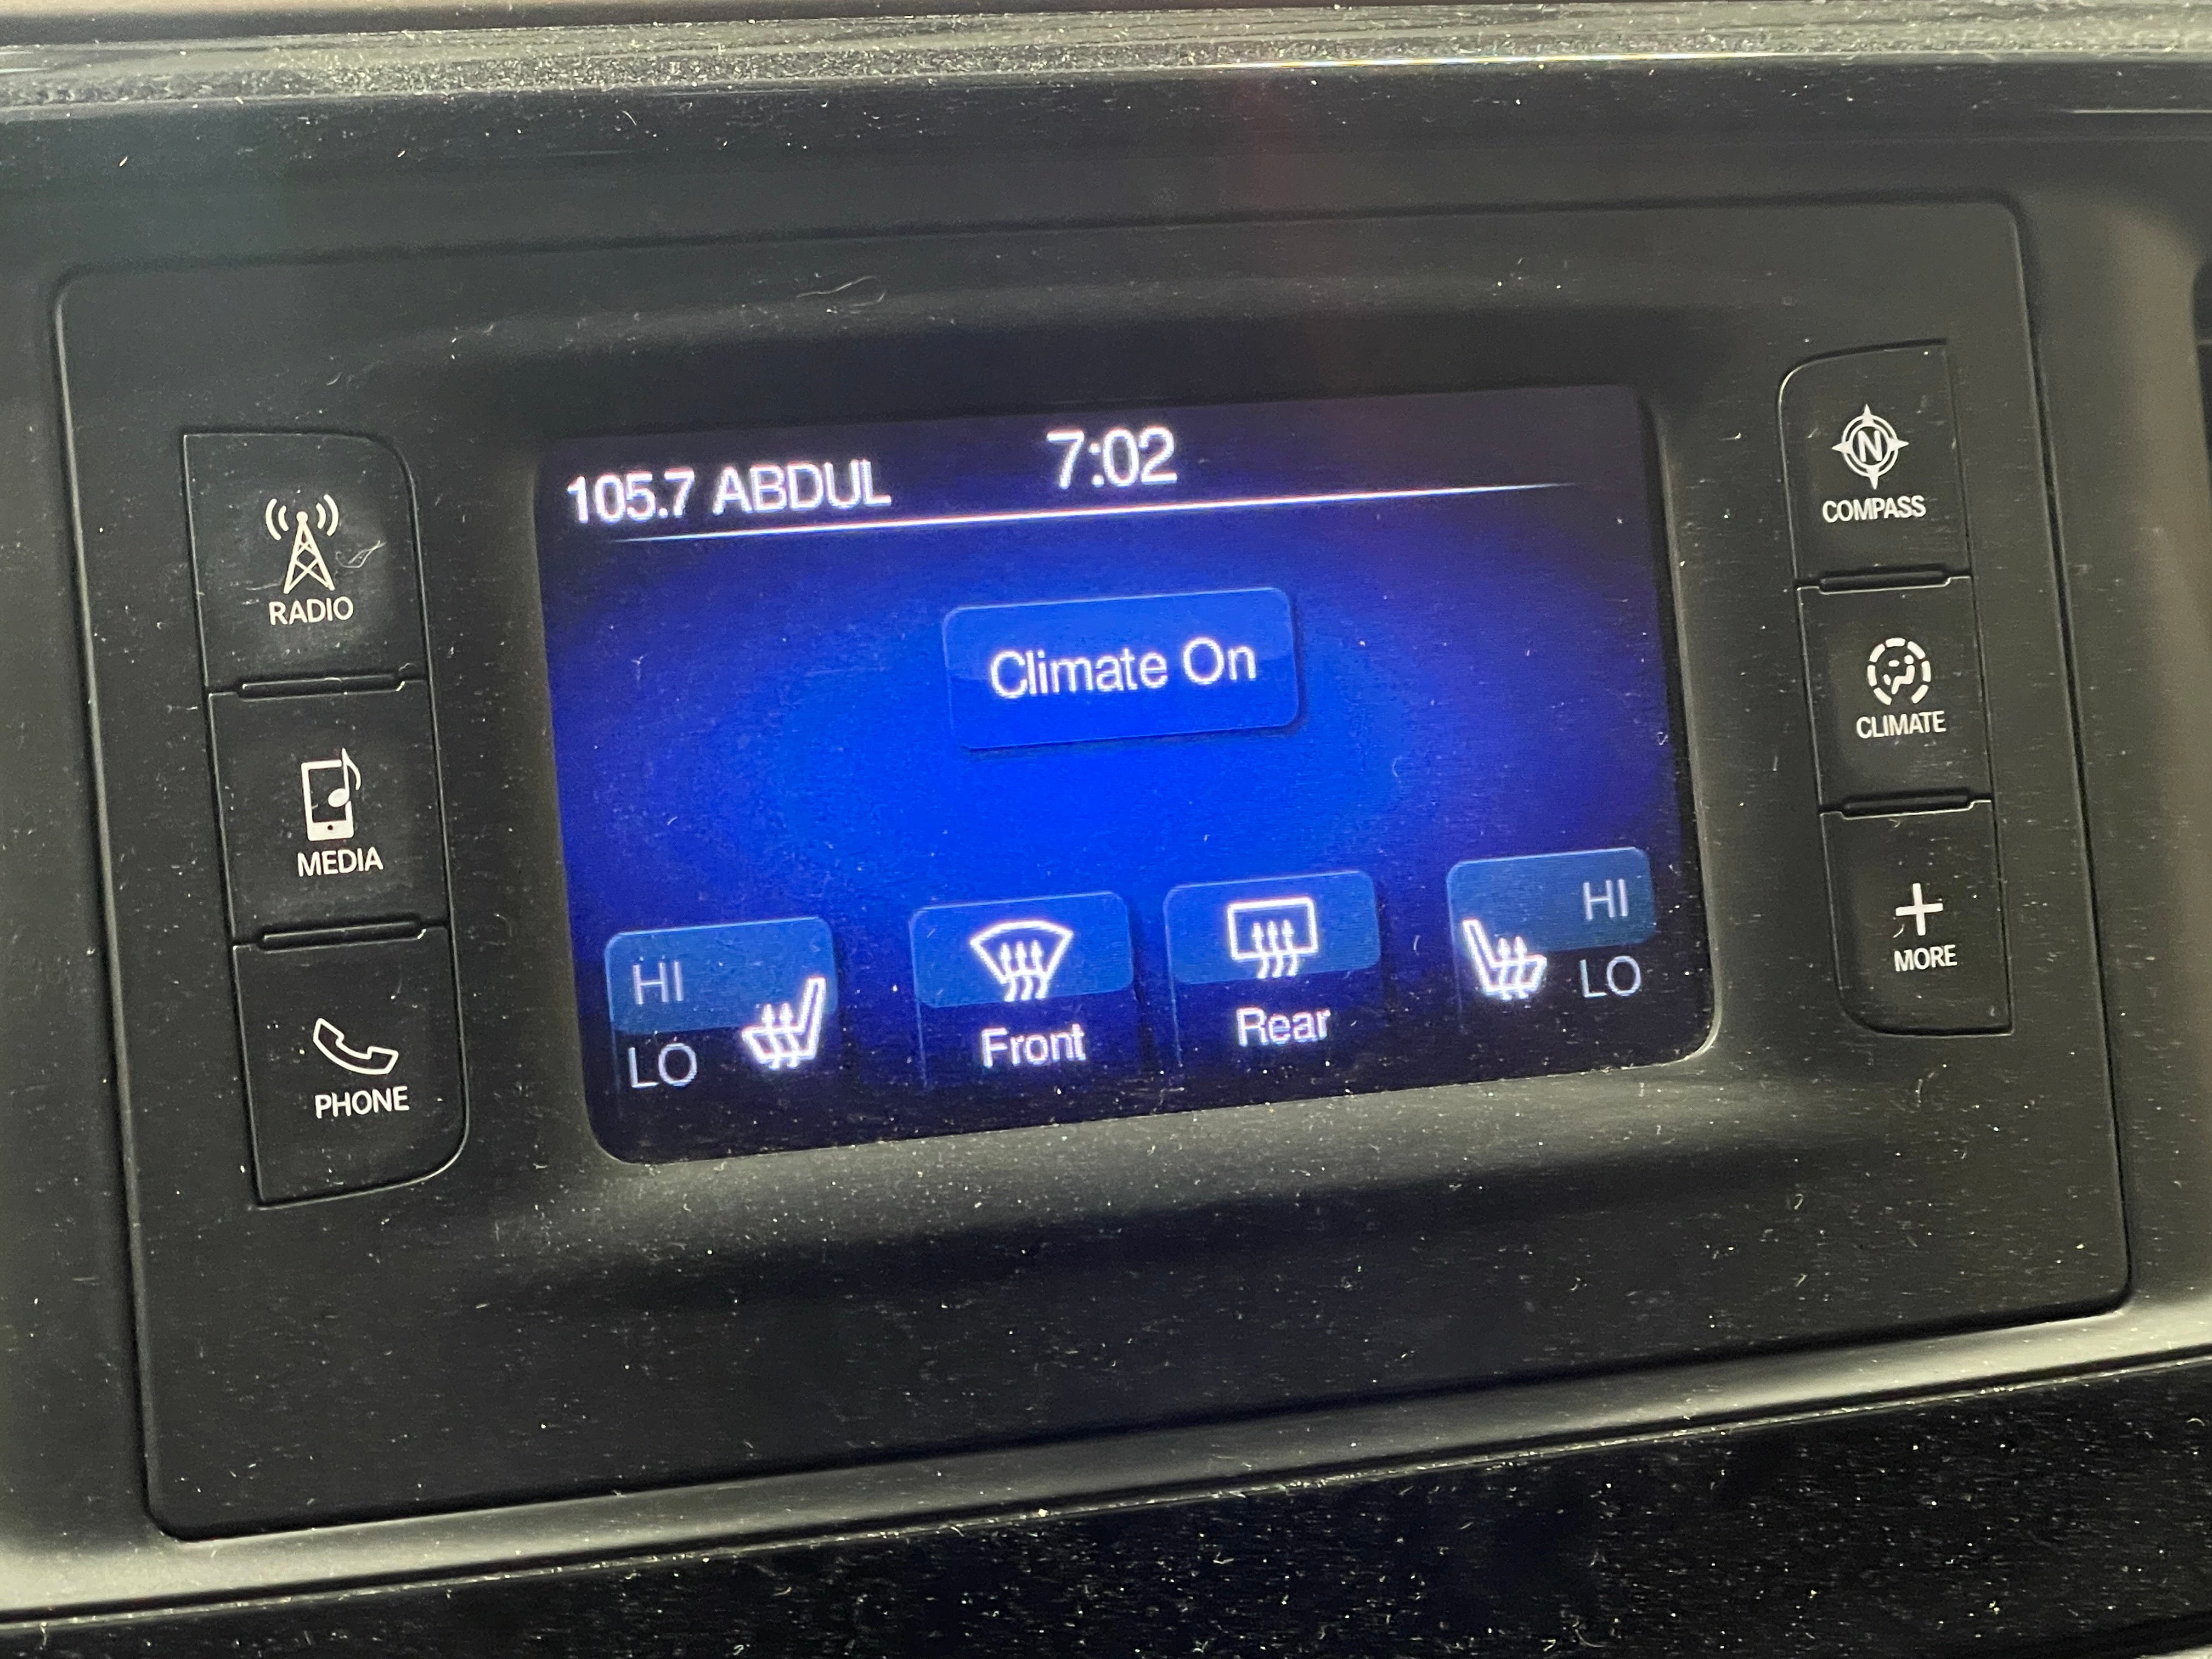 105.7 ABDUL
7:02
Climate On
HI
LO
Front
Rear
HI
LO
RADIO
MEDIA
PHONE
N
COMPASS
CLIMATE
MORE